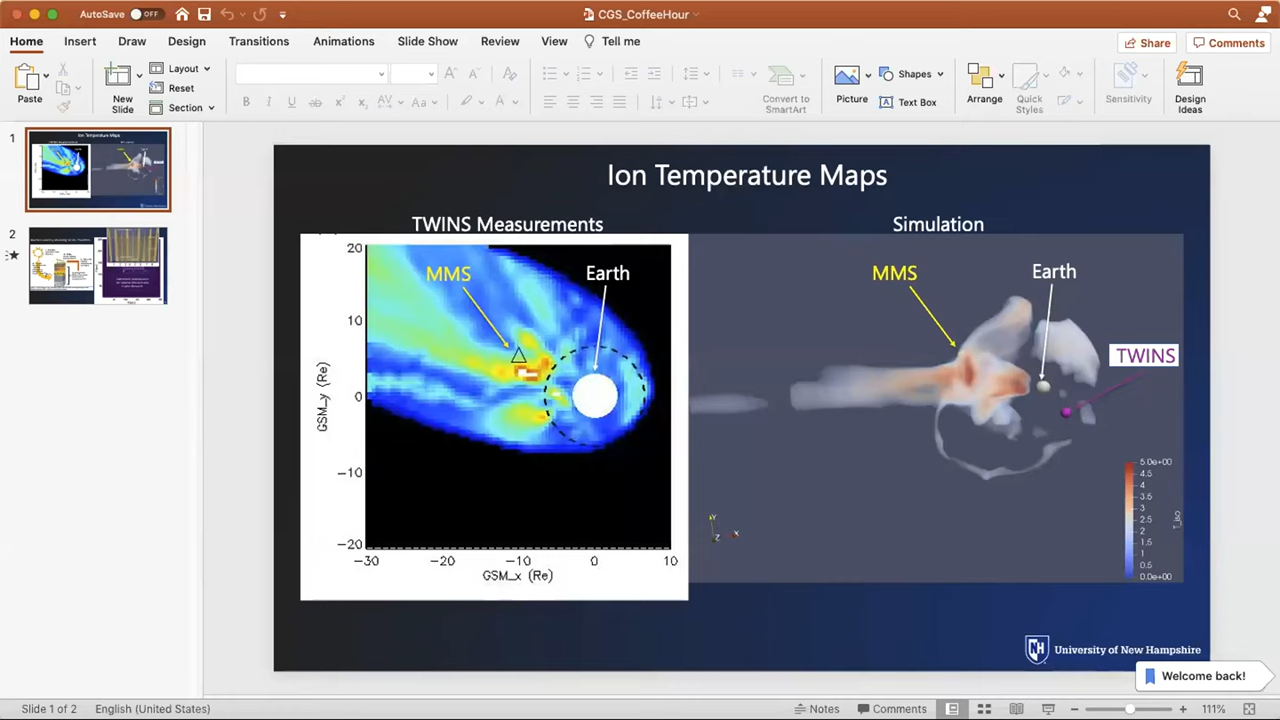 AutoSave OFF
CGS_CoffeeHour
Home Insert Draw Design Transitions Animations Slide Show Review View Tell me
Share Comments
Paste
New
Slide
Layout
Reset
Section
Convert to
SmartArt
Picture
Shapes
Text Box
Arrange
Quick
Styles
Sensitivity
Design
Ideas
1
2
Ion Temperature Maps
TWINS Measurements
Simulation
MMS
Earth
20
10
0
−10
−20
−30 −20 −10 0 10
GSM_y (Re)
GSM_x (Re)
MMS
Earth
TWINS
5.0e+00
4.5
4
3.5
3
2.5
2
1.5
1
0.5
0.0e+00
Y
Z
X
University of New Hampshire
NH
Welcome back!
Slide 1 of 2 English (United States) Notes Comments 111%